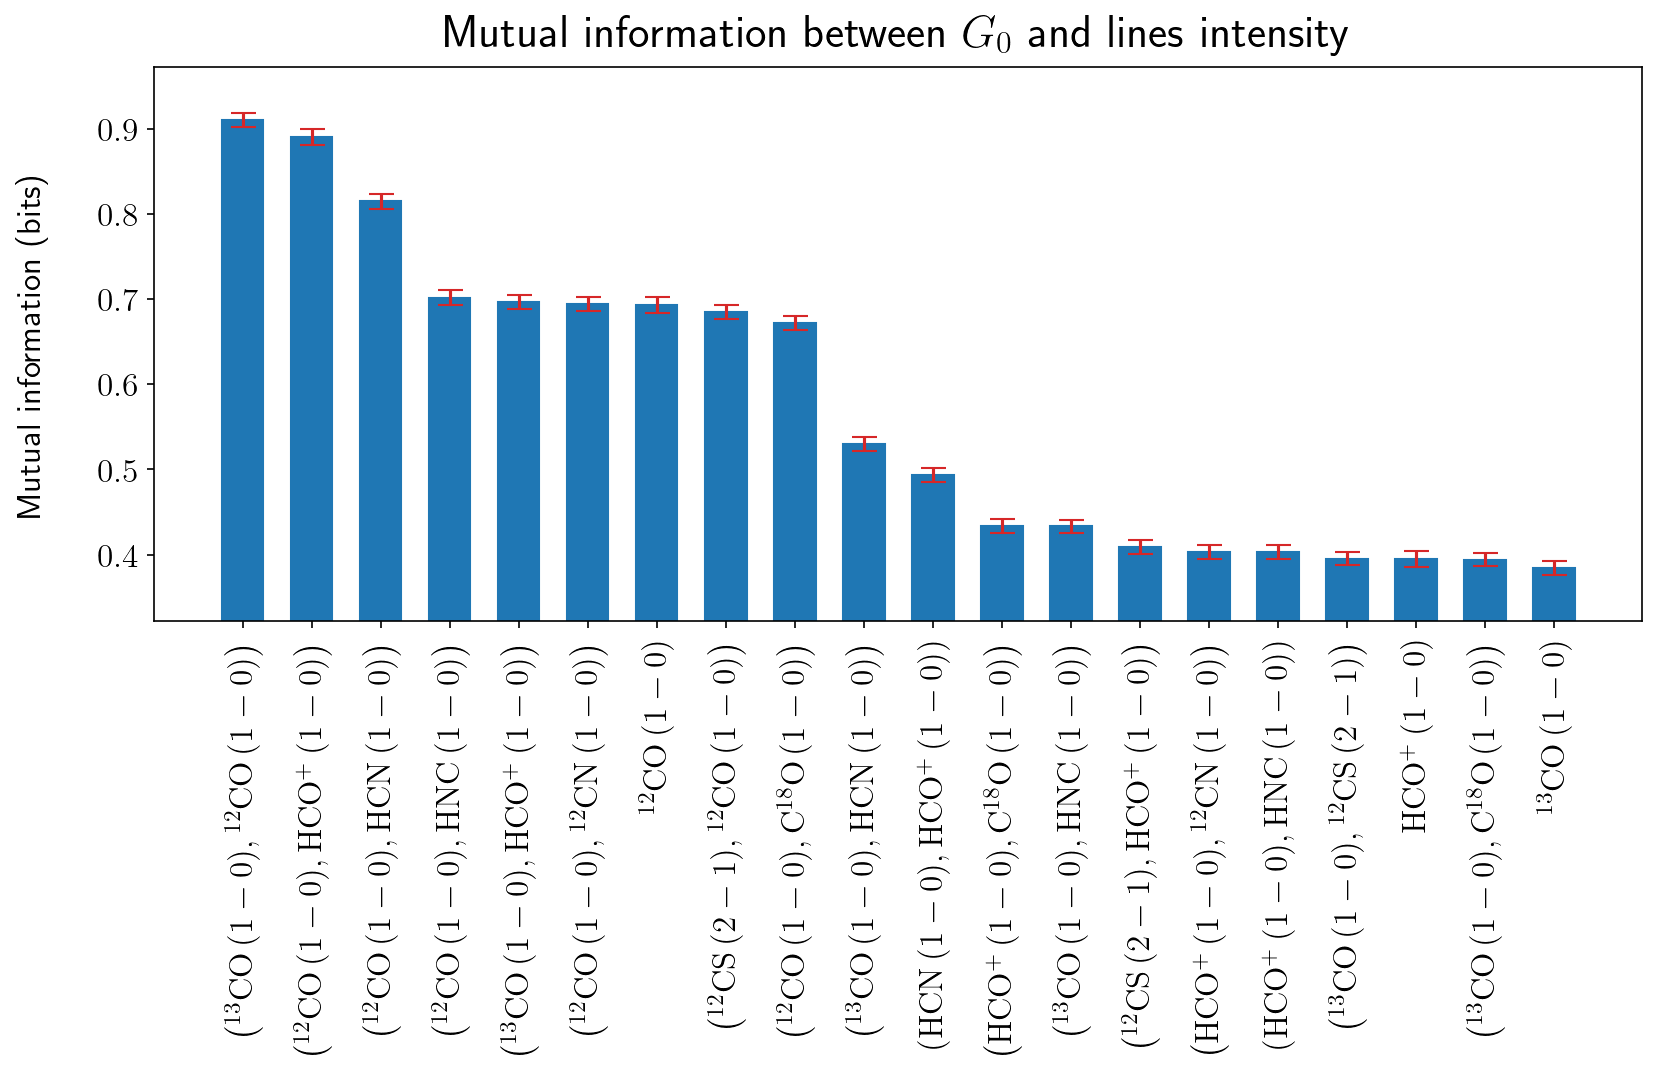 Mutual information between G₀ and lines intensity
Mutual information (bits)
0.9
0.8
0.7
0.6
0.5
0.4
(¹³CO (1 − 0), ¹²CO (1 − 0))
(¹²CO (1 − 0), HCO⁺ (1 − 0))
(¹²CO (1 − 0), HCN (1 − 0))
(¹²CO (1 − 0), HNC (1 − 0))
(¹³CO (1 − 0), HCO⁺ (1 − 0))
(¹²CO (1 − 0), ¹²CN (1 − 0))
¹²CO (1 − 0)
(¹²CS (2 − 1), ¹²CO (1 − 0))
(¹²CO (1 − 0), C¹⁸O (1 − 0))
(¹³CO (1 − 0), HCN (1 − 0))
(HCN (1 − 0), HCO⁺ (1 − 0))
(HCO⁺ (1 − 0), C¹⁸O (1 − 0))
(¹³CO (1 − 0), HNC (1 − 0))
(¹²CS (2 − 1), HCO⁺ (1 − 0))
(HCO⁺ (1 − 0), ¹²CN (1 − 0))
(HCO⁺ (1 − 0), HNC (1 − 0))
(¹³CO (1 − 0), ¹²CS (2 − 1))
HCO⁺ (1 − 0)
(¹³CO (1 − 0), C¹⁸O (1 − 0))
¹³CO (1 − 0)